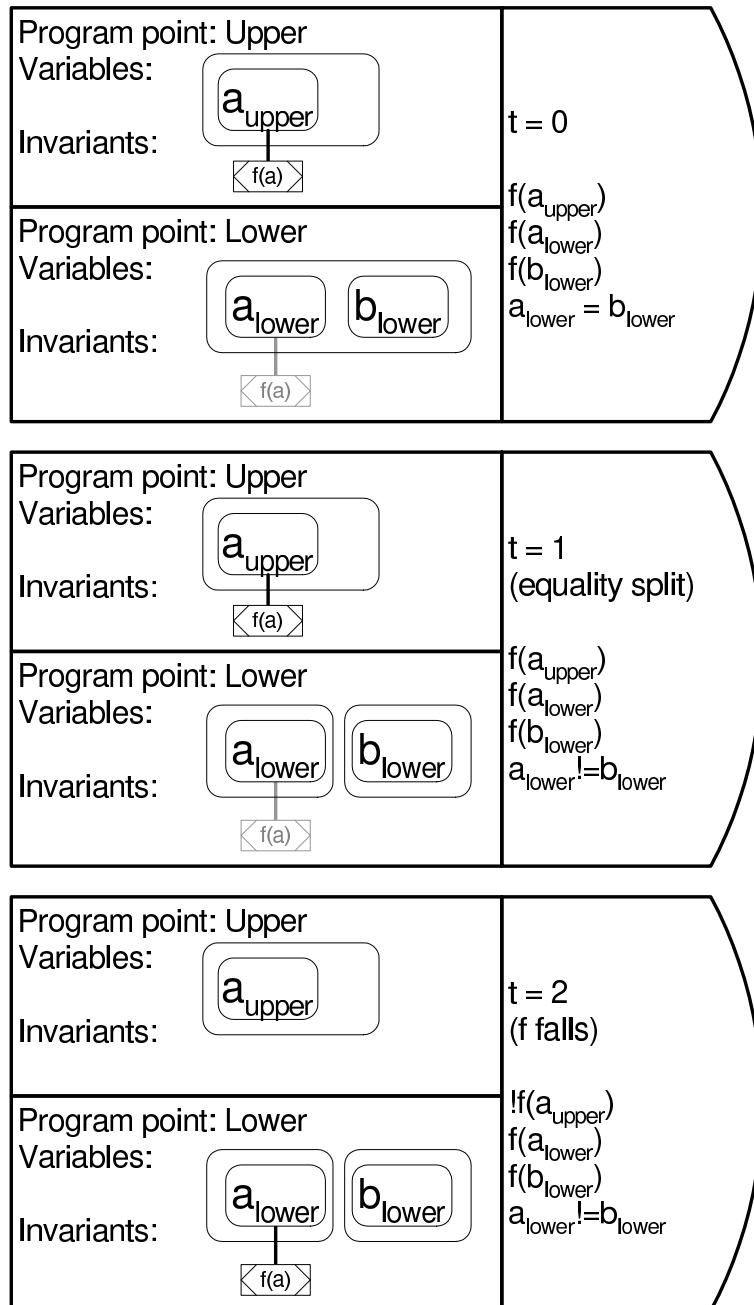 Program point: Upper
Variables:
a_upper
Invariants:
f(a)
Program point: Lower
Variables:
a_lower b_lower
Invariants:
f(a)
t = 0
f(a_upper)
f(a_lower)
f(b_lower)
a_lower = b_lower
Program point: Upper
Variables:
a_upper
Invariants:
f(a)
Program point: Lower
Variables:
a_lower b_lower
Invariants:
f(a)
t = 1
(equality split)
f(a_upper)
f(a_lower)
f(b_lower)
a_lower!=b_lower
Program point: Upper
Variables:
a_upper
Invariants:
Program point: Lower
Variables:
a_lower b_lower
Invariants:
f(a)
t = 2
(f falls)
!f(a_upper)
f(a_lower)
f(b_lower)
a_lower!=b_lower